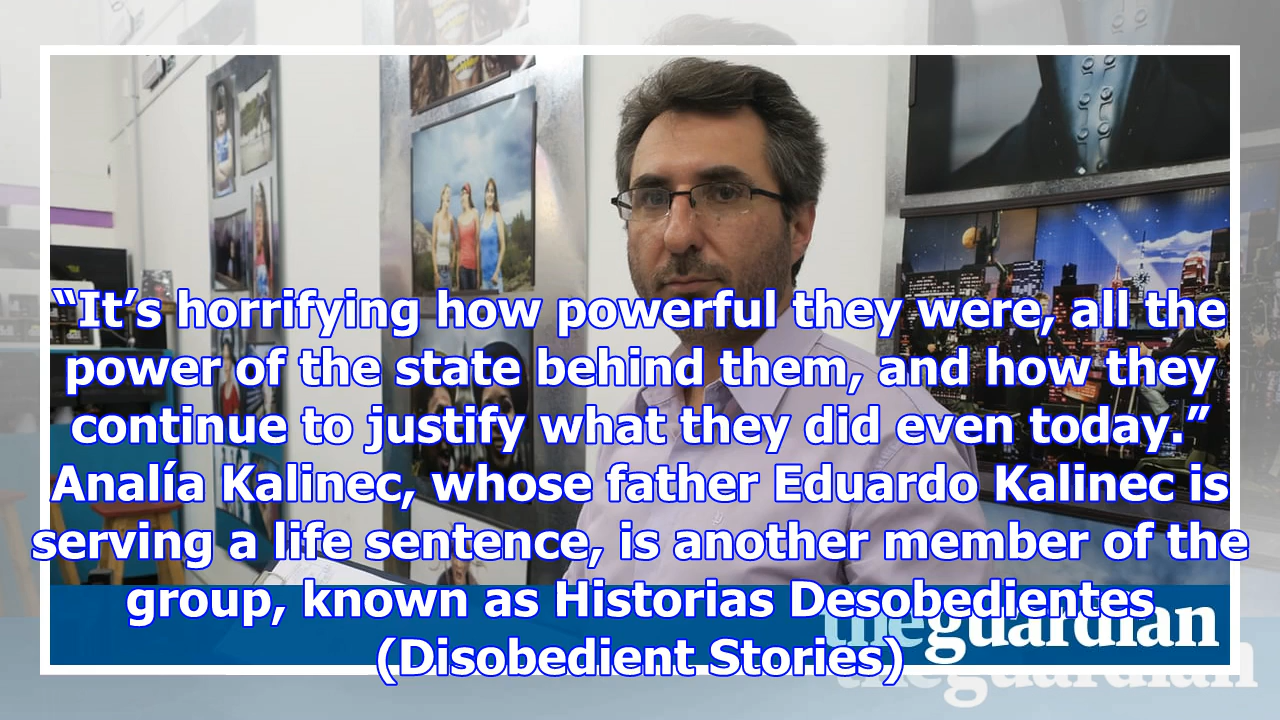 “It’s horrifying how powerful they were, all the
power of the state behind them, and how they
continue to justify what they did even today.”
Analía Kalinec, whose father Eduardo Kalinec is
serving a life sentence, is another member of the
group, known as Historias Desobedientes
(Disobedient Stories)
theguardian
theguardian